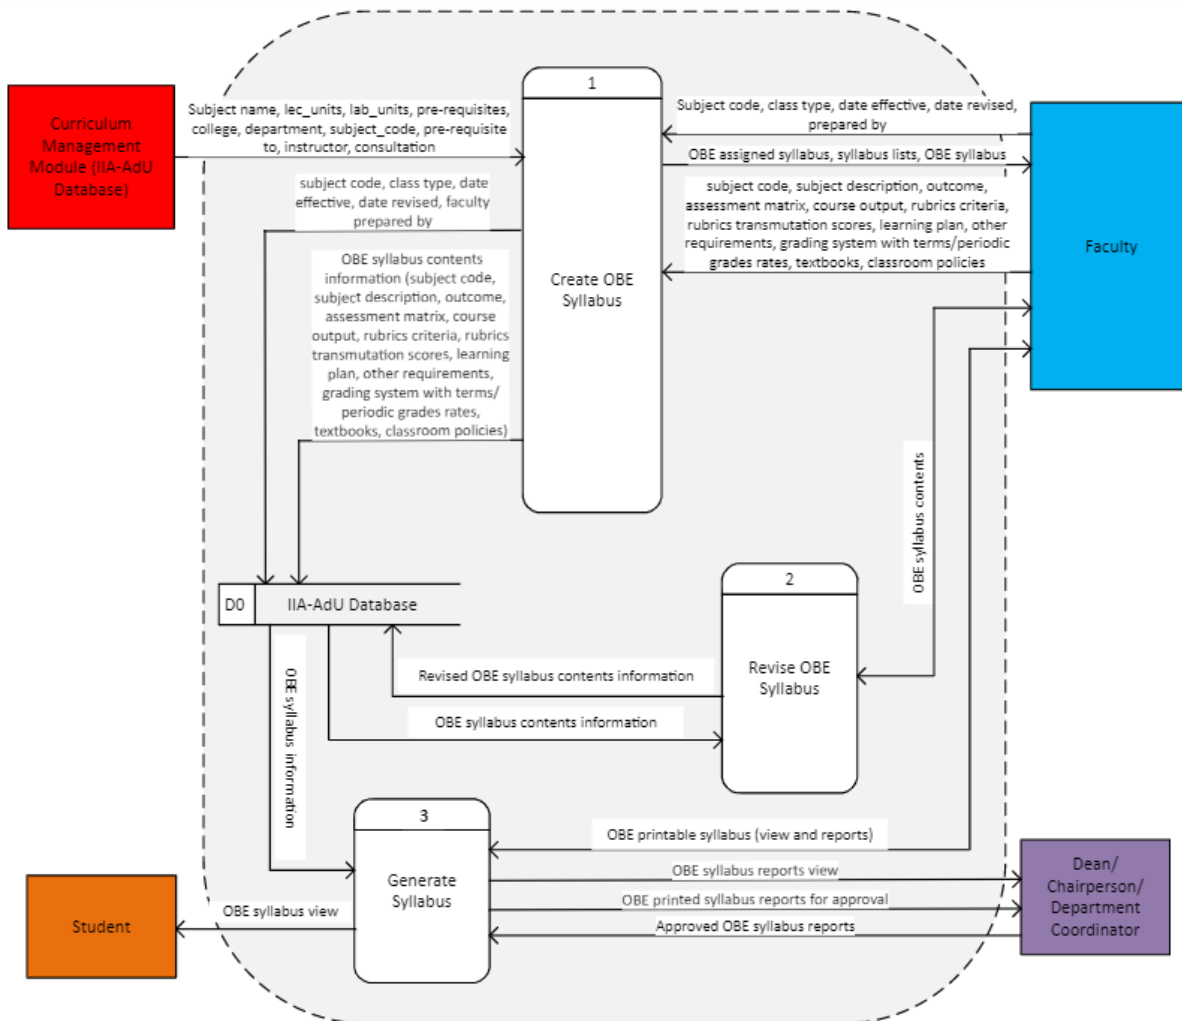 1
Subject name, lec_units, lab_units, pre-requisites,
college, department, subject_code, pre-requisite
to, instructor, consultation
Curriculum
Management
Module (IIA-AdU
Database)
Subject code, class type, date effective, date revised,
prepared by
OBE assigned syllabus, syllabus lists, OBE syllabus
subject code, class type, date
effective, date revised, faculty
prepared by
subject code, subject description, outcome,
assessment matrix, course output, rubrics criteria,
rubrics transmutation scores, learning plan, other
requirements, grading system with terms/periodic
grades rates, textbooks, classroom policies
Faculty
Create OBE
Syllabus
OBE syllabus contents
information (subject code,
subject description, outcome,
assessment matrix, course
output, rubrics criteria, rubrics
transmutation scores, learning
plan, other requirements,
grading system with terms/
periodic grades rates,
textbooks, classroom policies)
OBE syllabus contents
2
D0
IIA-AdU Database
Revise OBE
Syllabus
Revised OBE syllabus contents information
OBE syllabus contents information
OBE syllabus information
3
OBE printable syllabus (view and reports)
OBE syllabus reports view
Generate
Syllabus
OBE printed syllabus reports for approval
Approved OBE syllabus reports
Dean/
Chairperson/
Department
Coordinator
OBE syllabus view
Student